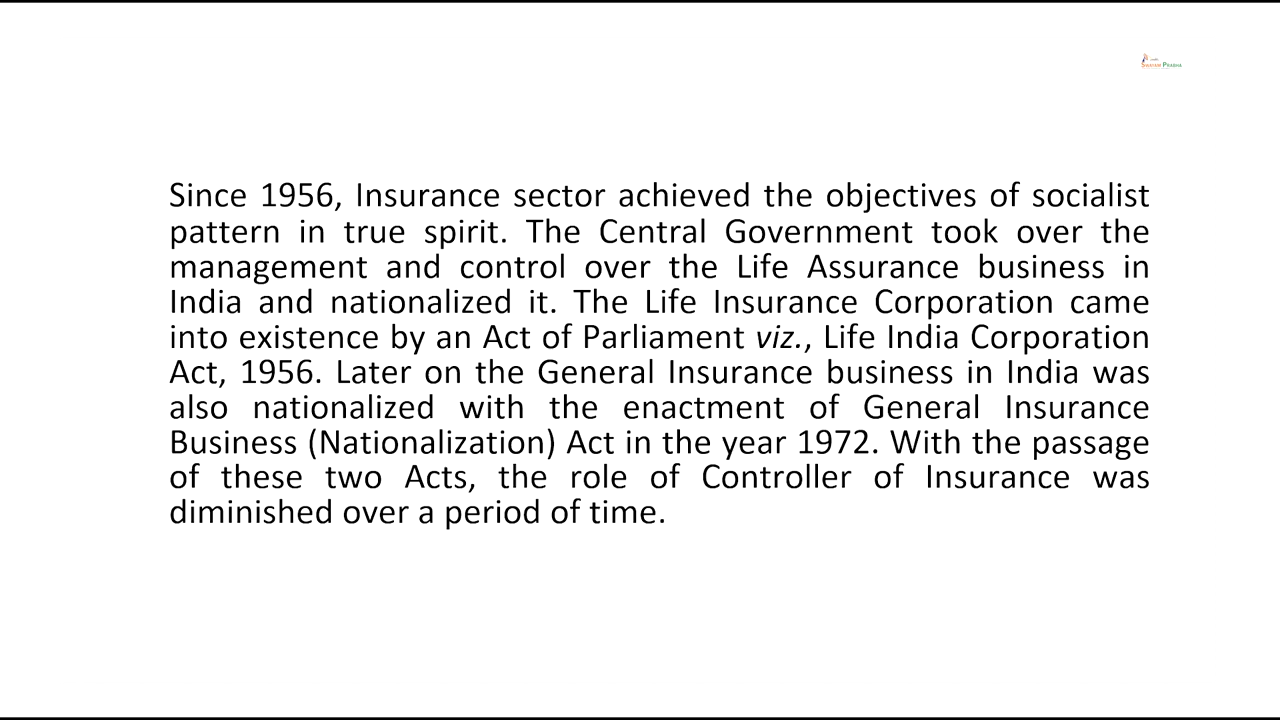 SWAYAM PRABHA
Since 1956, Insurance sector achieved the objectives of socialist
pattern in true spirit. The Central Government took over the
management and control over the Life Assurance business in
India and nationalized it. The Life Insurance Corporation came
into existence by an Act of Parliament viz., Life India Corporation
Act, 1956. Later on the General Insurance business in India was
also nationalized with the enactment of General Insurance
Business (Nationalization) Act in the year 1972. With the passage
of these two Acts, the role of Controller of Insurance was
diminished over a period of time.